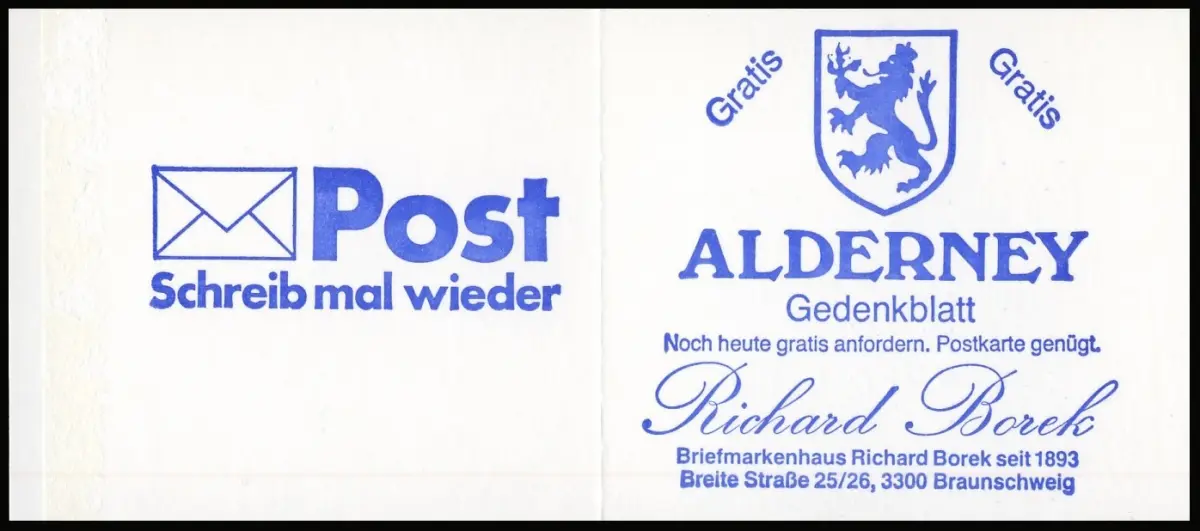 Post
Schreib mal wieder
Gratis
Gratis
ALDERNEY
Gedenkblatt
Noch heute gratis anfordern. Postkarte genügt.
Richard Borek
Briefmarkenhaus Richard Borek seit 1893
Breite Straße 25/26, 3300 Braunschweig